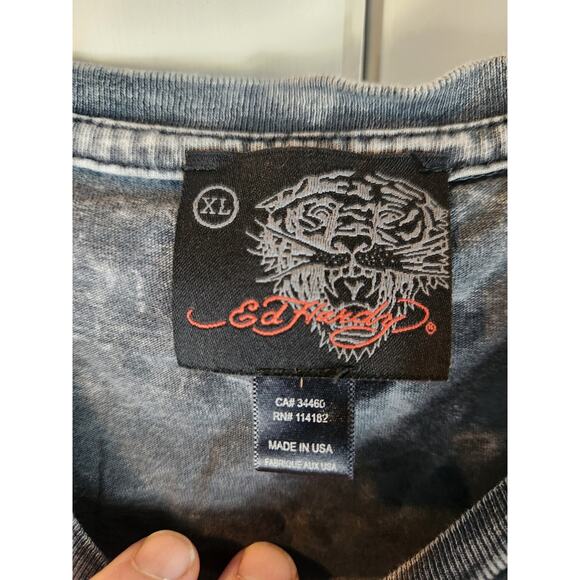 XL
Ed Hardy®
CA# 34460
RN# 114182
MADE IN USA
FABRIQUE AUX USA